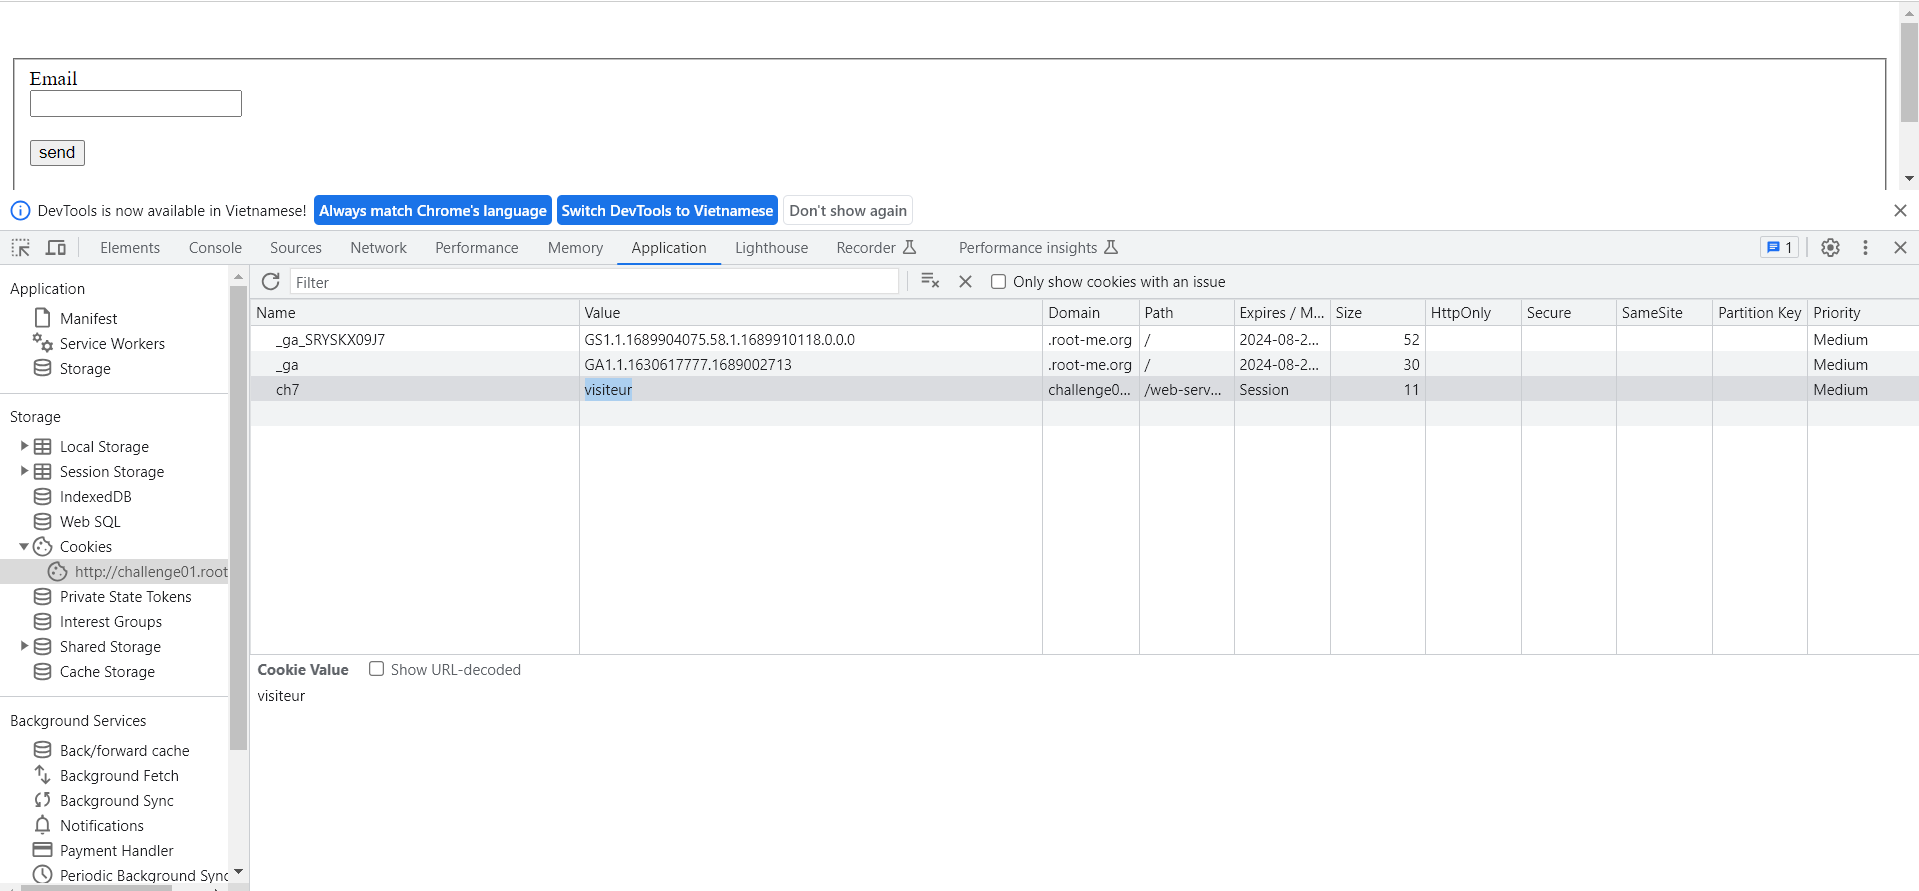 Email
send
DevTools is now available in Vietnamese! Always match Chrome's language Switch DevTools to Vietnamese Don't show again
Elements Console Sources Network Performance Memory Application Lighthouse Recorder Performance insights 1
Application
Manifest
Service Workers
Storage
Storage
Local Storage
Session Storage
IndexedDB
Web SQL
Cookies
http://challenge01.root
Private State Tokens
Interest Groups
Shared Storage
Cache Storage
Background Services
Back/forward cache
Background Fetch
Background Sync
Notifications
Payment Handler
Periodic Background Sync
Filter Only show cookies with an issue
Name Value Domain Path Expires / M... Size HttpOnly Secure SameSite Partition Key Priority
_ga_SRYSKX09J7 GS1.1.1689904075.58.1.1689910118.0.0.0 .root-me.org / 2024-08-2... 52 Medium
_ga GA1.1.1630617777.1689002713 .root-me.org / 2024-08-2... 30 Medium
ch7 visiteur challenge0... /web-serv... Session 11 Medium
Cookie Value Show URL-decoded
visiteur